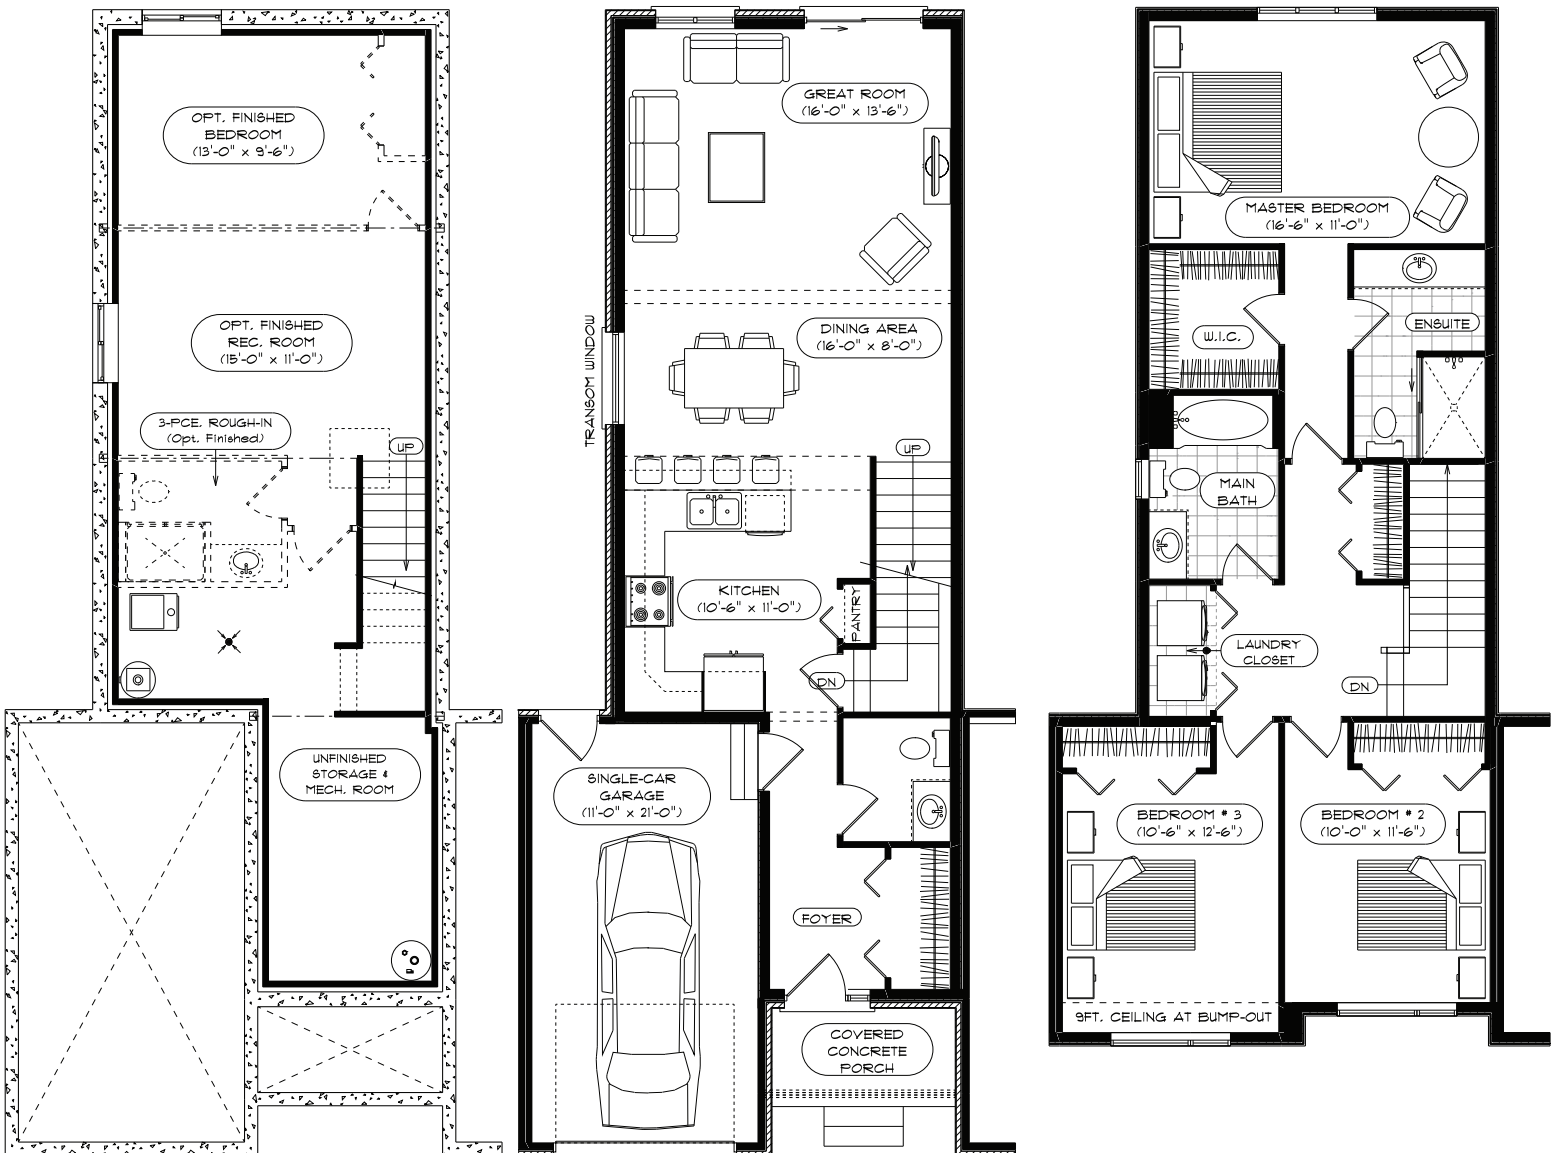 OPT. FINISHED
BEDROOM
(13'-0" x 9'-6")
OPT. FINISHED
REC. ROOM
(15'-0" x 11'-0")
3-PCE. ROUGH-IN
(Opt. Finished)
UP
UNFINISHED
STORAGE &
MECH. ROOM
GREAT ROOM
(16'-0" x 13'-6")
TRANSOM WINDOW
DINING AREA
(16'-0" x 8'-0")
UP
KITCHEN
(10'-6" x 11'-0")
PANTRY
DN
SINGLE-CAR
GARAGE
(11'-0" x 21'-0")
FOYER
COVERED
CONCRETE
PORCH
MASTER BEDROOM
(16'-6" x 11'-0")
W.I.C.
ENSUITE
MAIN
BATH
LAUNDRY
CLOSET
DN
BEDROOM # 3
(10'-6" x 12'-6")
BEDROOM # 2
(10'-0" x 11'-6")
9FT. CEILING AT BUMP-OUT